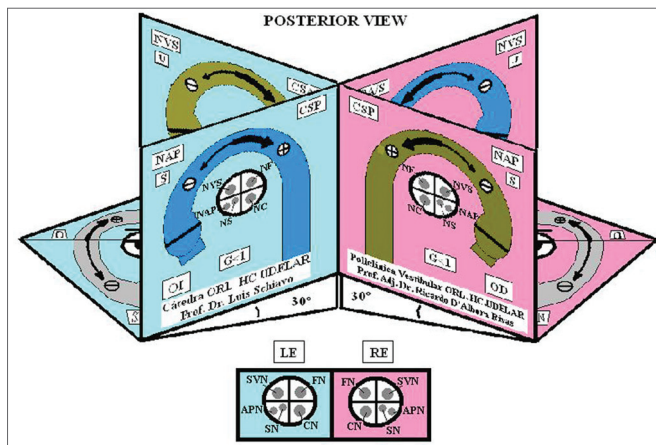 POSTERIOR VIEW
NVS
U
CSA
CSP
NAP
S
NF
NVS
NAP
NC
NS
G<1
OI
Cátedra ORL HC UDELAR
Prof. Dr. Luis Schiavo
30°
NVS
CSP
NAP
S
NF
NVS
NAP
NC
NS
G<1
OD
Policlínica Vestibular ORL HC UDELAR
Prof. Adj. Dr. Ricardo D'Albora Rivas
30°
LE
RE
SVN
FN
APN
SN
CN
FN
SVN
APN
CN
SN